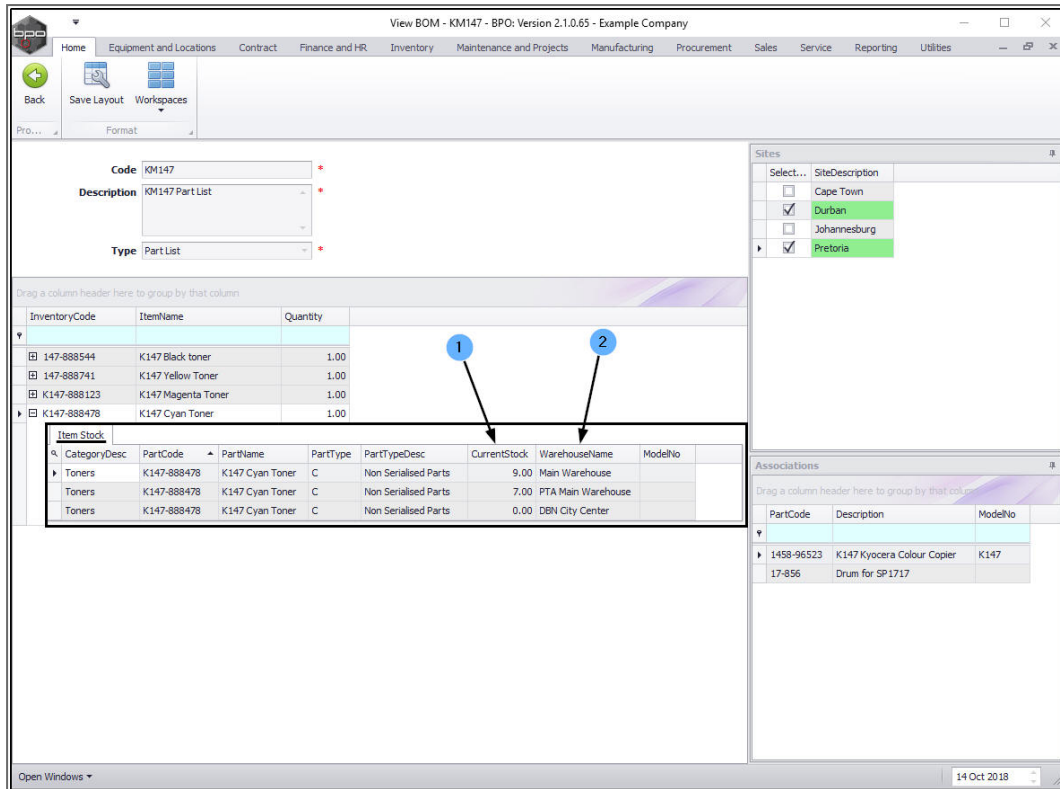 bpo
View BOM - KM147 - BPO: Version 2.1.0.65 - Example Company
Home Equipment and Locations Contract Finance and HR Inventory Maintenance and Projects Manufacturing Procurement Sales Service Reporting Utilities
Back Save Layout Workspaces
Pro... Format
Code KM147 *
Description KM147 Part List *
Type Part List *
Drag a column header here to group by that column
InventoryCode ItemName Quantity
147-888544 K147 Black toner 1.00
147-888741 K147 Yellow Toner 1.00
K147-888123 K147 Magenta Toner 1.00
K147-888478 K147 Cyan Toner 1.00
1 2
Item Stock
CategoryDesc PartCode PartName PartType PartTypeDesc CurrentStock WarehouseName ModelNo
Toners K147-888478 K147 Cyan Toner C Non Serialised Parts 9.00 Main Warehouse
Toners K147-888478 K147 Cyan Toner C Non Serialised Parts 7.00 PTA Main Warehouse
Toners K147-888478 K147 Cyan Toner C Non Serialised Parts 0.00 DBN City Center
Sites
Select... SiteDescription
Cape Town
Durban
Johannesburg
Pretoria
Associations
Drag a column header here to group by that column
PartCode Description ModelNo
1458-96523 K147 Kyocera Colour Copier K147
17-856 Drum for SP1717
Open Windows 14 Oct 2018